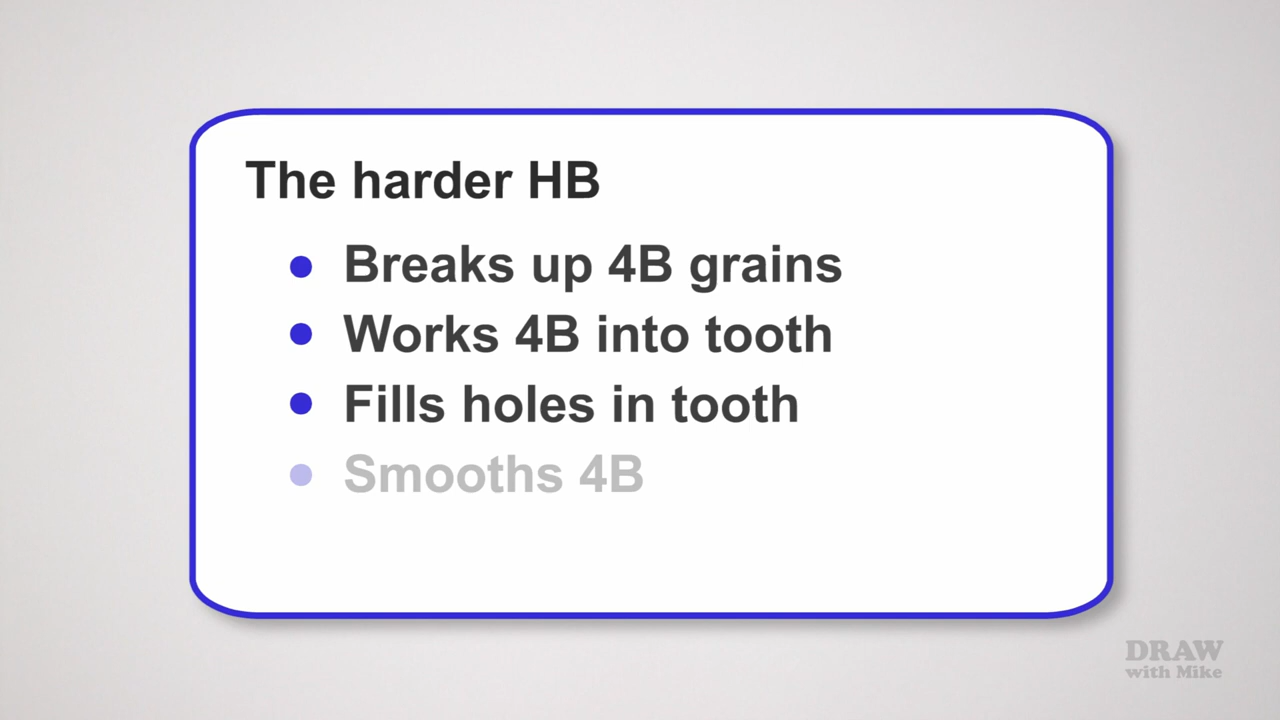 The harder HB
• Breaks up 4B grains
• Works 4B into tooth
• Fills holes in tooth
• Smooths 4B
DRAW
with Mike